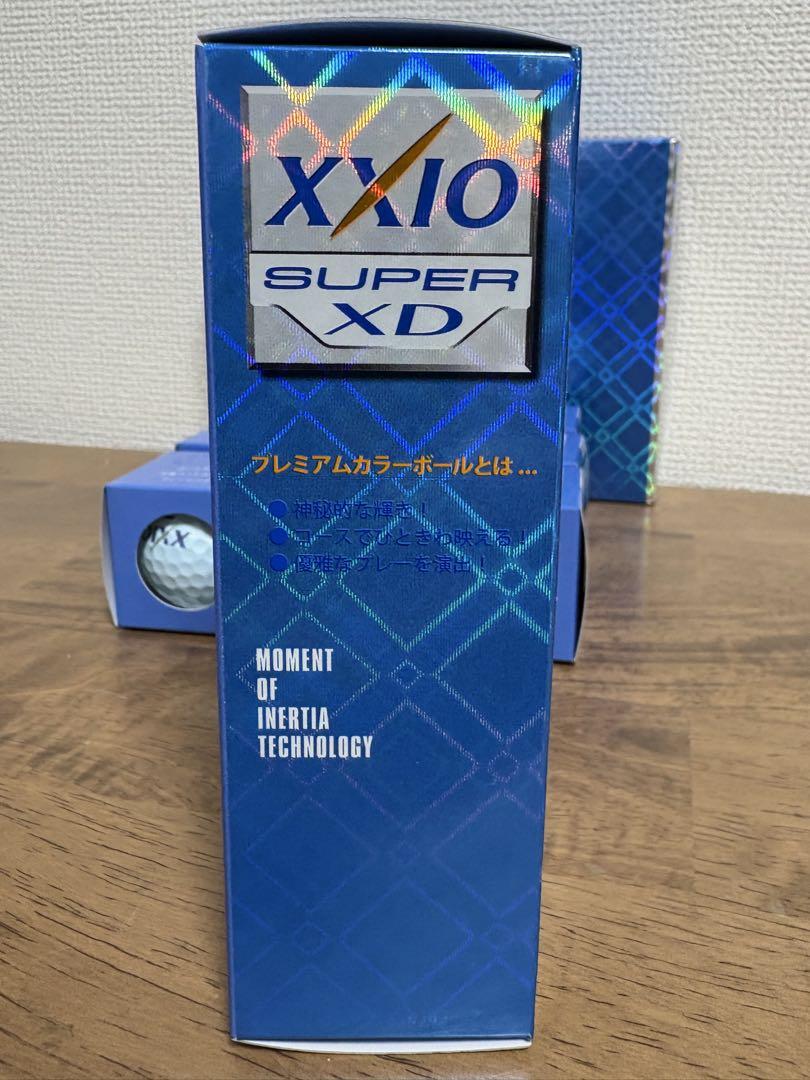 XXIO
SUPER
XD
プレミアムカラーボールとは...
●神秘的な輝き!
●コースでひときわ映える!
●優雅なプレーを演出!
MOMENT
OF
INERTIA
TECHNOLOGY